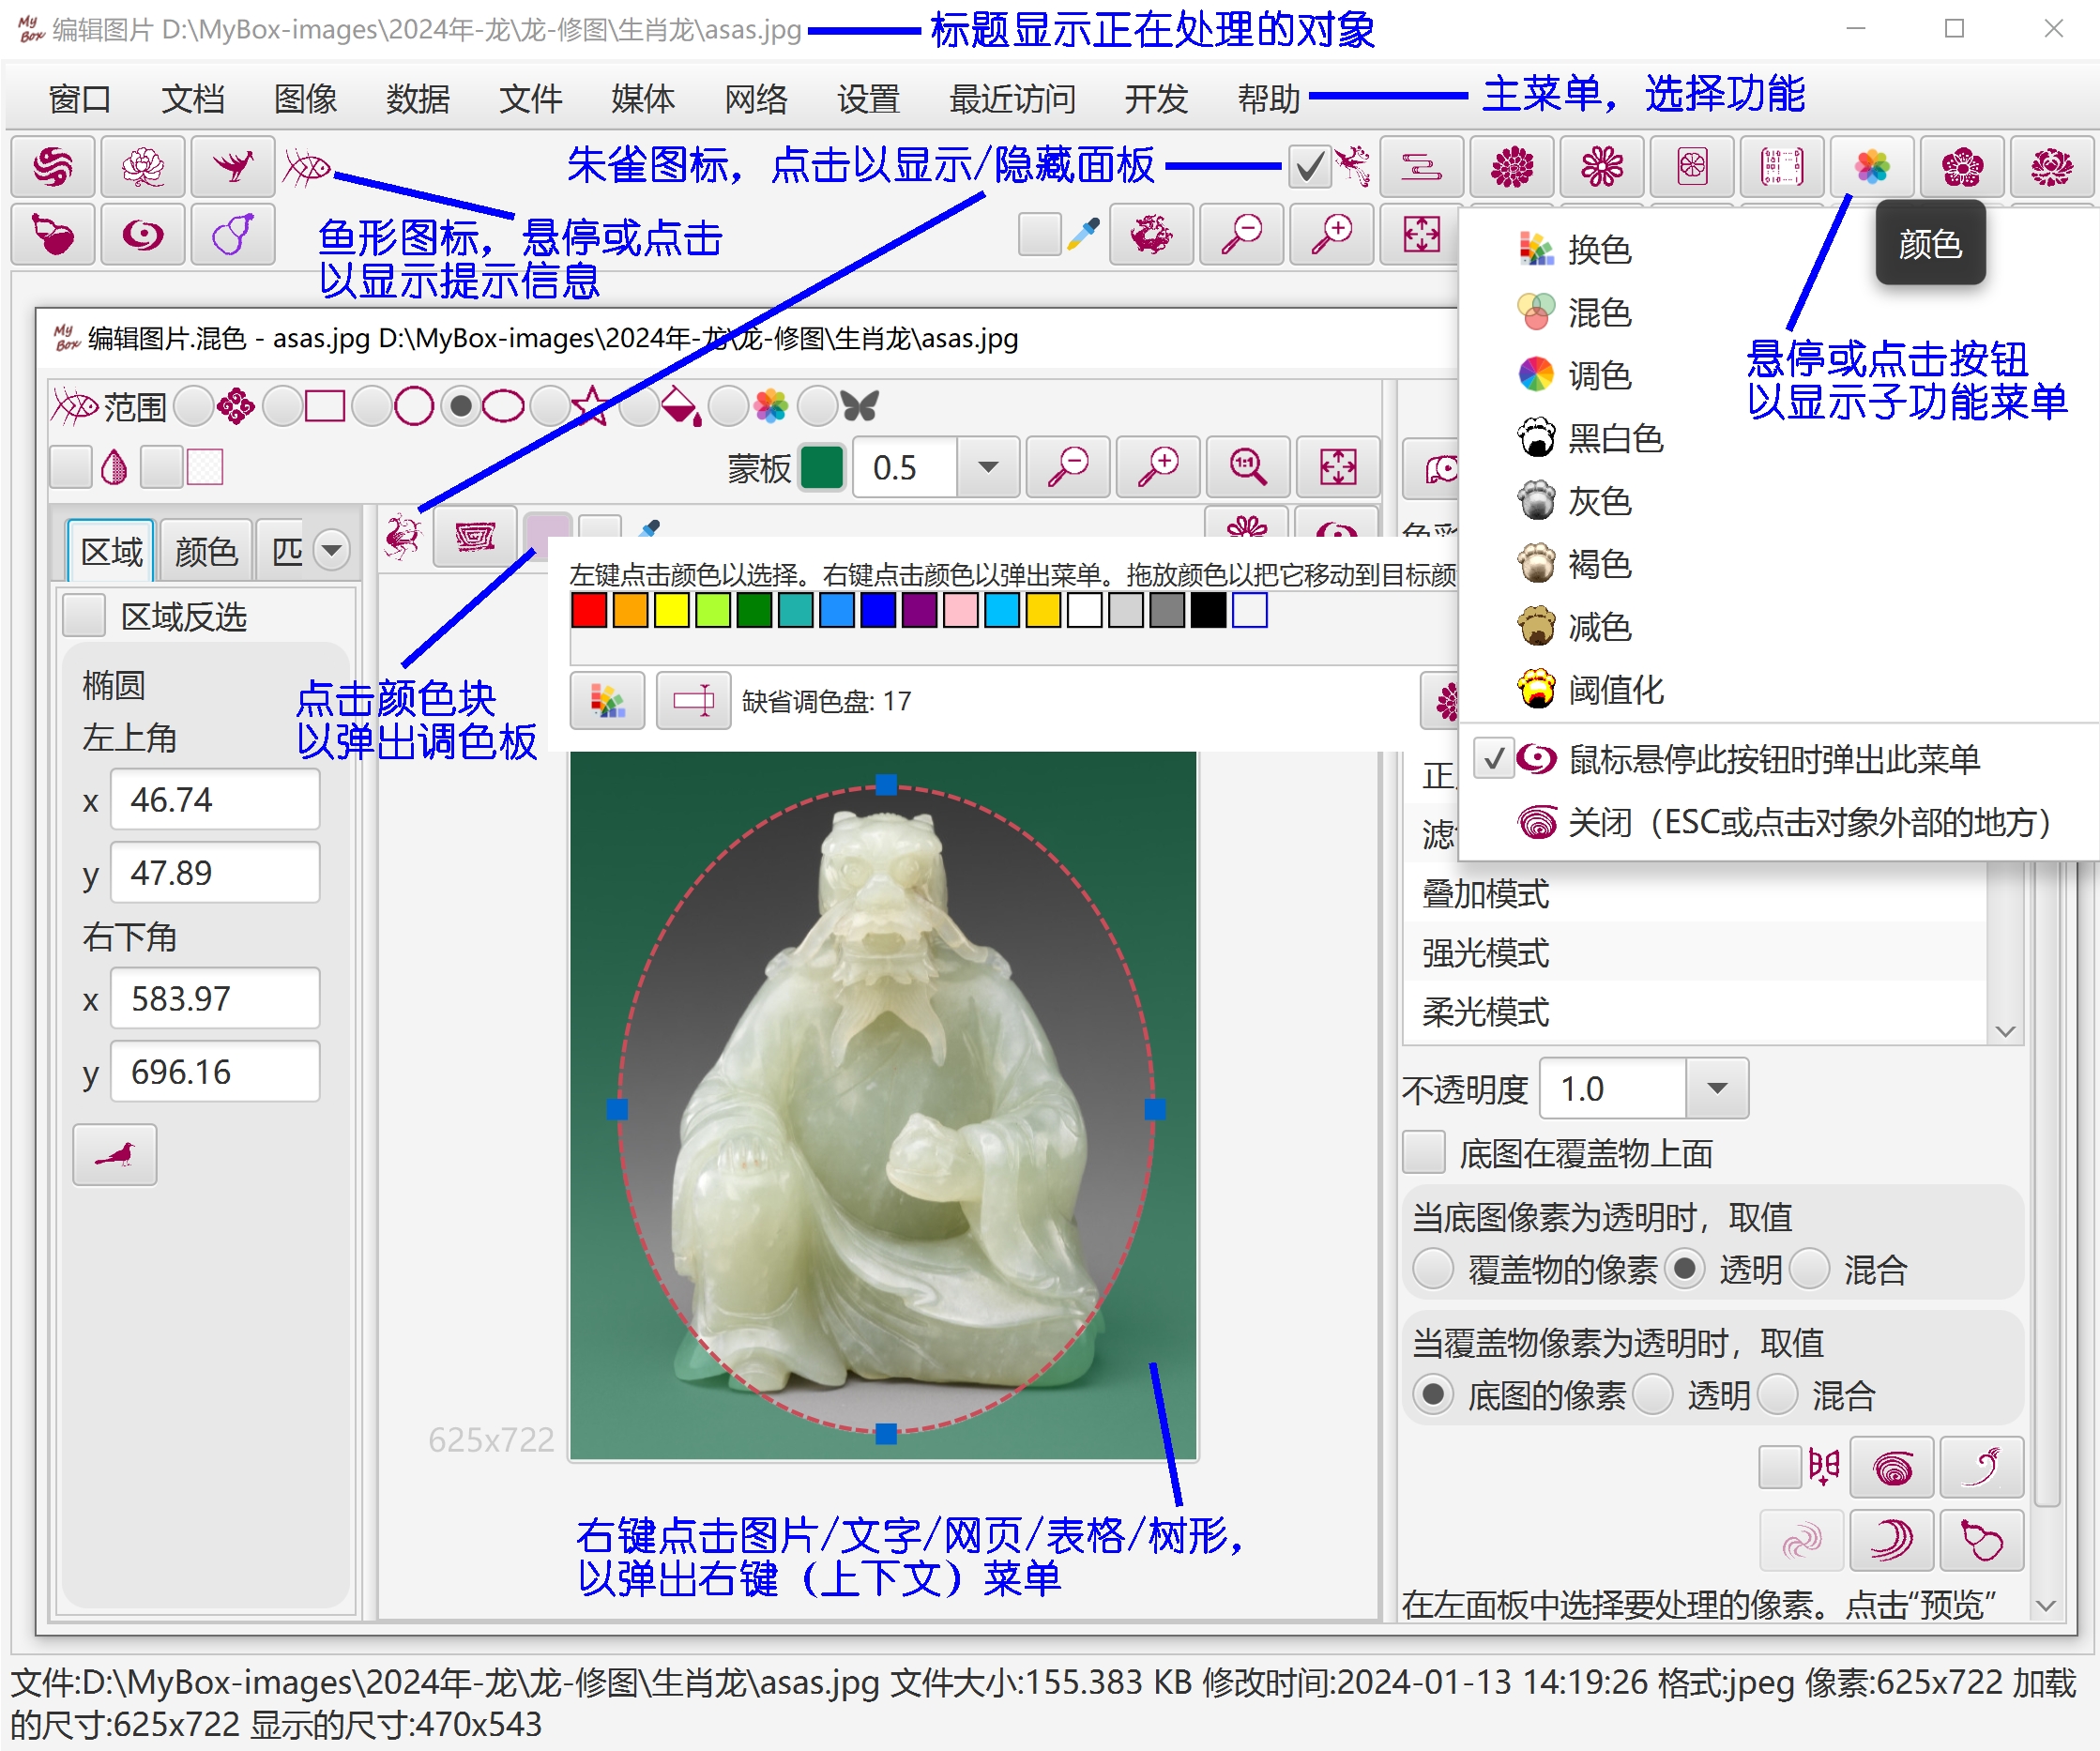 My Box 编辑图片 D:\MyBox-images\2024年-龙\龙-修图\生肖龙\asas.jpg
标题显示正在处理的对象
窗口 文档 图像 数据 文件 媒体 网络 设置 最近访问 开发 帮助
主菜单，选择功能
朱雀图标，点击以显示/隐藏面板
鱼形图标，悬停或点击
以显示提示信息
颜色
换色
混色
调色
黑白色
灰色
褐色
减色
阈值化
鼠标悬停此按钮时弹出此菜单
关闭（ESC或点击对象外部的地方）
悬停或点击按钮
以显示子功能菜单
My Box 编辑图片.混色 - asas.jpg D:\MyBox-images\2024年-龙\龙-修图\生肖龙\asas.jpg
范围
蒙板 0.5 1:1
区域 颜色 匹
区域反选
椭圆
左上角
x 46.74
y 47.89
右下角
x 583.97
y 696.16
点击颜色块
以弹出调色板
左键点击颜色以选择。右键点击颜色以弹出菜单。拖放颜色以把它移动到目标颜
缺省调色盘: 17
625x722
右键点击图片/文字/网页/表格/树形，
以弹出右键（上下文）菜单
叠加模式
强光模式
柔光模式
不透明度 1.0
底图在覆盖物上面
当底图像素为透明时，取值
覆盖物的像素 透明 混合
当覆盖物像素为透明时，取值
底图的像素 透明 混合
在左面板中选择要处理的像素。点击“预览”
文件:D:\MyBox-images\2024年-龙\龙-修图\生肖龙\asas.jpg 文件大小:155.383 KB 修改时间:2024-01-13 14:19:26 格式:jpeg 像素:625x722 加载
的尺寸:625x722 显示的尺寸:470x543